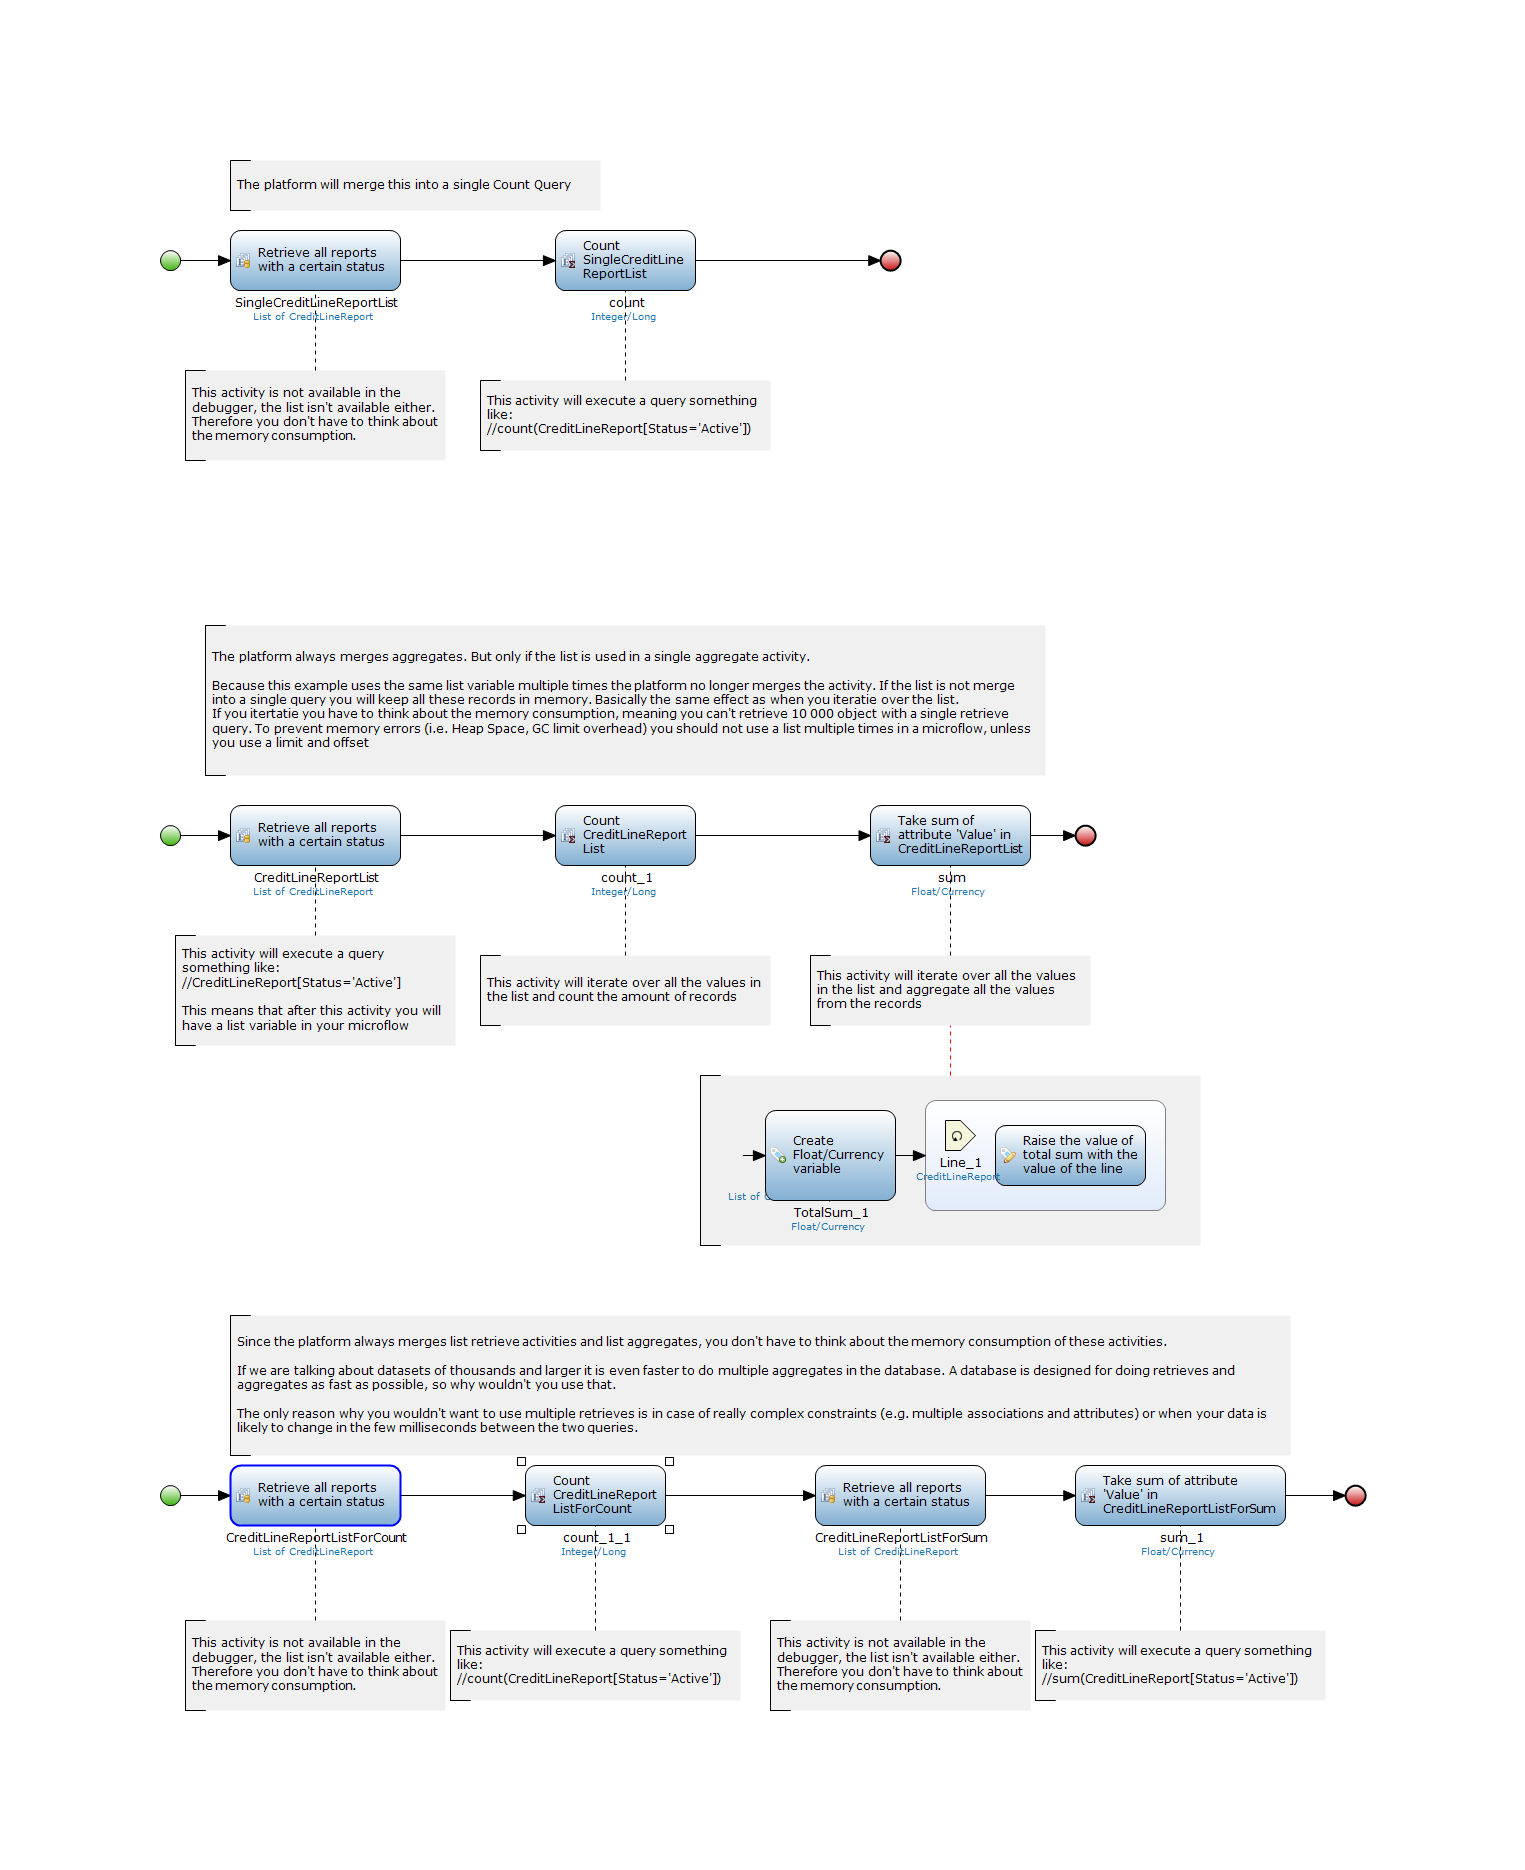 The platform will merge this into a single Count Query
Retrieve all reports
with a certain status
Count
SingleCreditLine
ReportList
SingleCreditLineReportList
List of CreditLineReport
count
Integer/Long
This activity is not available in the
debugger, the list isn't available either.
Therefore you don't have to think about
the memory consumption.
This activity will execute a query something
like:
//count(CreditLineReport[Status='Active'])
The platform always merges aggregates. But only if the list is used in a single aggregate activity.
Because this example uses the same list variable multiple times the platform no longer merges the activity. If the list is not merge
into a single query you will keep all these records in memory. Basically the same effect as when you iteratie over the list.
If you itertatie you have to think about the memory consumption, meaning you can't retrieve 10 000 object with a single retrieve
query. To prevent memory errors (i.e. Heap Space, GC limit overhead) you should not use a list multiple times in a microflow, unless
you use a limit and offset
Retrieve all reports
with a certain status
Count
CreditLineReport
List
Take sum of
attribute 'Value' in
CreditLineReportList
CreditLineReportList
List of CreditLineReport
count_1
Integer/Long
sum
Float/Currency
This activity will execute a query
something like:
//CreditLineReport[Status='Active']
This means that after this activity you will
have a list variable in your microflow
This activity will iterate over all the values in
the list and count the amount of records
This activity will iterate over all the values
in the list and aggregate all the values
from the records
Create
Float/Currency
variable
Line_1
CreditLineReport
Raise the value of
total sum with the
value of the line
List of
TotalSum_1
Float/Currency
Since the platform always merges list retrieve activities and list aggregates, you don't have to think about the memory consumption of these activities.
If we are talking about datasets of thousands and larger it is even faster to do multiple aggregates in the database. A database is designed for doing retrieves and
aggregates as fast as possible, so why wouldn't you use that.
The only reason why you wouldn't want to use multiple retrieves is in case of really complex constraints (e.g. multiple associations and attributes) or when your data is
likely to change in the few milliseconds between the two queries.
Retrieve all reports
with a certain status
Count
CreditLineReport
ListForCount
Retrieve all reports
with a certain status
Take sum of attribute
'Value' in
CreditLineReportListForSum
CreditLineReportListForCount
List of CreditLineReport
count_1_1
Integer/Long
CreditLineReportListForSum
List of CreditLineReport
sum_1
Float/Currency
This activity is not available in the
debugger, the list isn't available either.
Therefore you don't have to think about
the memory consumption.
This activity will execute a query something
like:
//count(CreditLineReport[Status='Active'])
This activity is not available in the
debugger, the list isn't available either.
Therefore you don't have to think about
the memory consumption.
This activity will execute a query something
like:
//sum(CreditLineReport[Status='Active'])